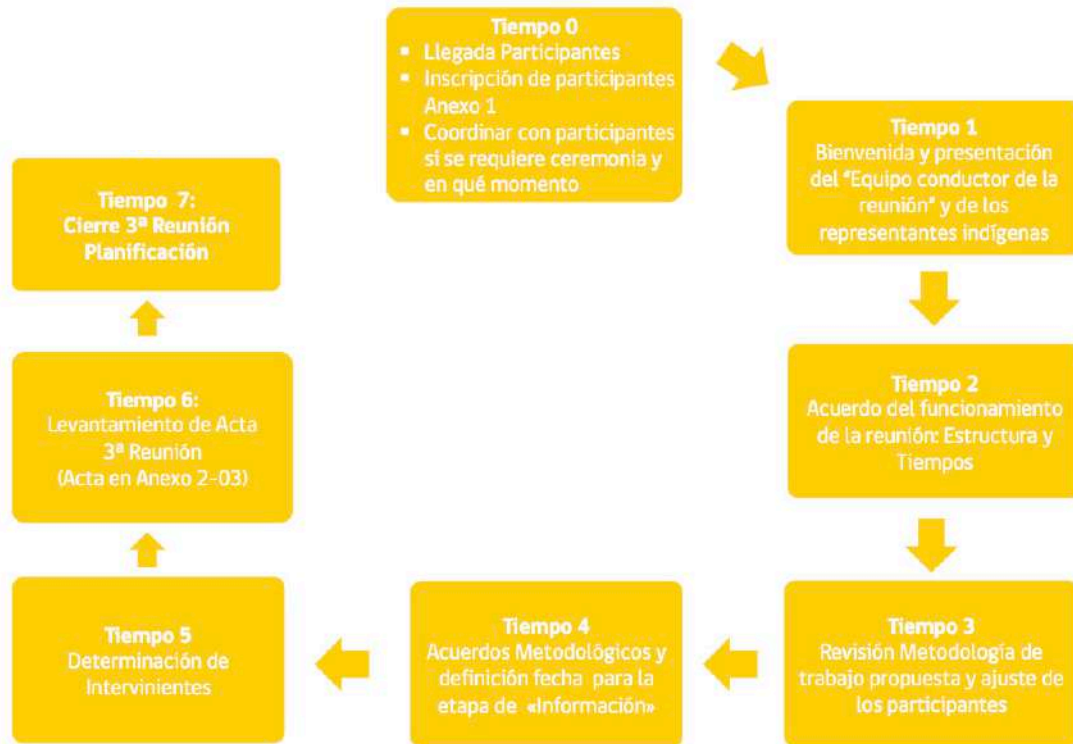 Tiempo 0
▪ Llegada Participantes
▪ Inscripción de participantes
Anexo 1
▪ Coordinar con participantes
si se requiere ceremonia y
en qué momento
Tiempo 1
Bienvenida y presentación
del "Equipo conductor de la
reunión" y de los
representantes indígenas
Tiempo 2
Acuerdo del funcionamiento
de la reunión: Estructura y
Tiempos
Tiempo 3
Revisión Metodología de
trabajo propuesta y ajuste de
los participantes
Tiempo 4
Acuerdos Metodológicos y
definición fecha para la
etapa de «Información»
Tiempo 5
Determinación de
Intervinientes
Tiempo 6:
Levantamiento de Acta
3ª Reunión
(Acta en Anexo 2-03)
Tiempo 7:
Cierre 3ª Reunión
Planificación